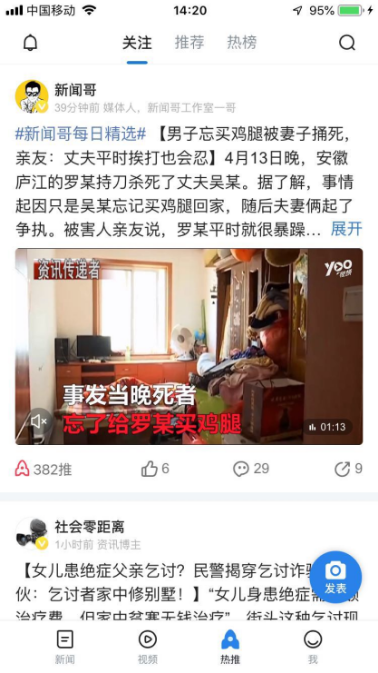 中国移动 14:20 95%
关注 推荐 热榜
新闻哥
39分钟前 媒体人、新闻哥工作室一哥
#新闻哥每日精选# 【男子忘买鸡腿被妻子捅死,
亲友:丈夫平时挨打也会忍】4月13日晚,安徽
庐江的罗某持刀杀死了丈夫吴某。据了解,事情
起因只是吴某忘记买鸡腿回家,随后夫妻俩起了
争执。被害人亲友说,罗某平时就很暴躁... 展开
资讯传递者
yoo视频
事发当晚死者
忘了给罗某买鸡腿
01:13
382推 6 29 9
社会零距离
1小时前 资讯博主
【女儿患绝症父亲乞讨?民警揭穿乞讨诈骗
伙:乞讨者家中修别墅!】“女儿身患绝症需
治疗费,但家中贫寒无钱治疗”,街头这种乞讨现
发表
新闻 视频 热推 我